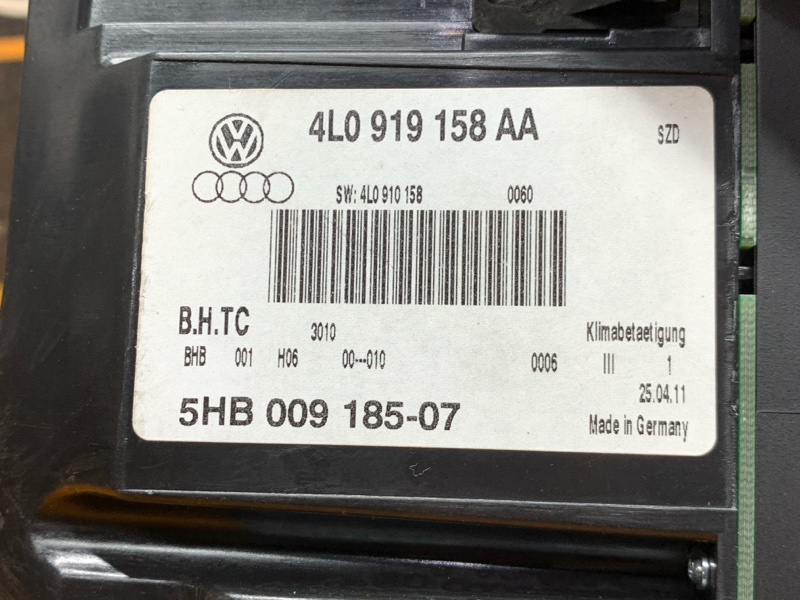 4L0 919 158 AA
SZD
SW: 4L0 910 158 0060
B.H.TC 3010 Klimabetaetigung
BHB 001 H06 00---010 0006 III 1
25.04.11
5HB 009 185-07 Made in Germany